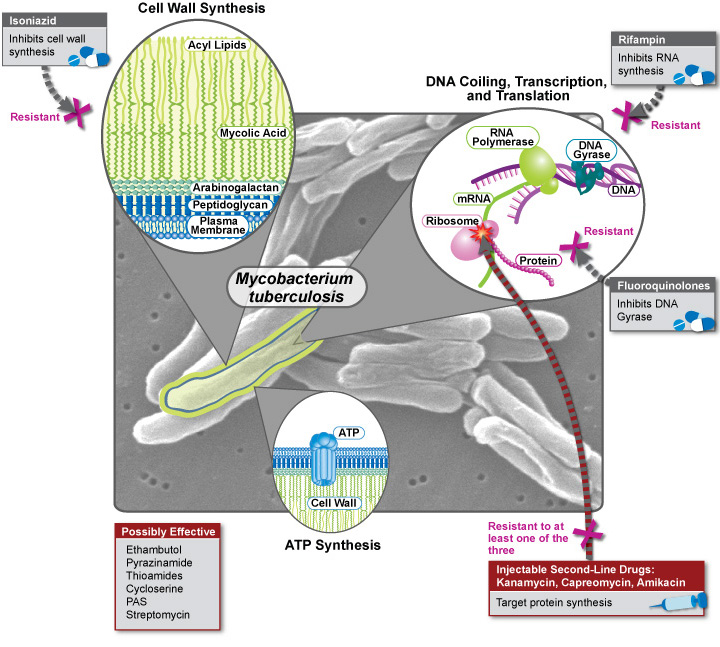 Cell Wall Synthesis
Isoniazid
Inhibits cell wall
synthesis
Resistant
Acyl Lipids
Mycolic Acid
Arabinogalactan
Peptidoglycan
Plasma
Membrane
Rifampin
Inhibits RNA
synthesis
Resistant
DNA Coiling, Transcription,
and Translation
RNA
Polymerase
DNA
Gyrase
DNA
mRNA
Ribosome
Protein
Resistant
Fluoroquinolones
Inhibits DNA
Gyrase
Mycobacterium
tuberculosis
ATP
Cell Wall
ATP Synthesis
Possibly Effective
Ethambutol
Pyrazinamide
Thioamides
Cycloserine
PAS
Streptomycin
Resistant to at
least one of the
three
Injectable Second-Line Drugs:
Kanamycin, Capreomycin, Amikacin
Target protein synthesis